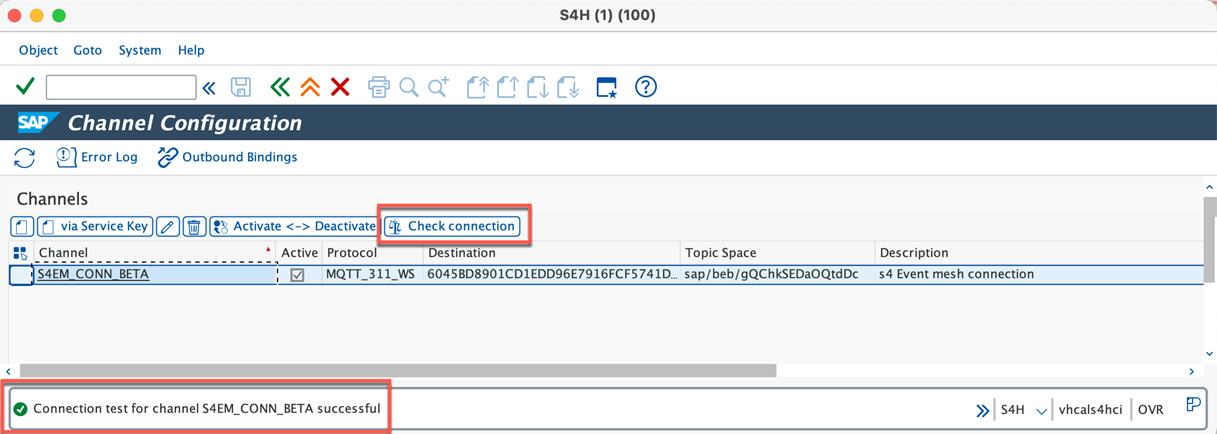 S4H (1) (100)
Object Goto System Help
SAP Channel Configuration
Error Log Outbound Bindings
Channels
via Service Key Activate <-> Deactivate Check connection
Channel Active Protocol Destination Topic Space Description
S4EM_CONN_BETA MQTT_311_WS 6045BD8901CD1EDD96E7916FCF5741D... sap/beb/gQChkSEDaOQtdDc s4 Event mesh connection
Connection test for channel S4EM_CONN_BETA successful S4H vhcals4hci OVR